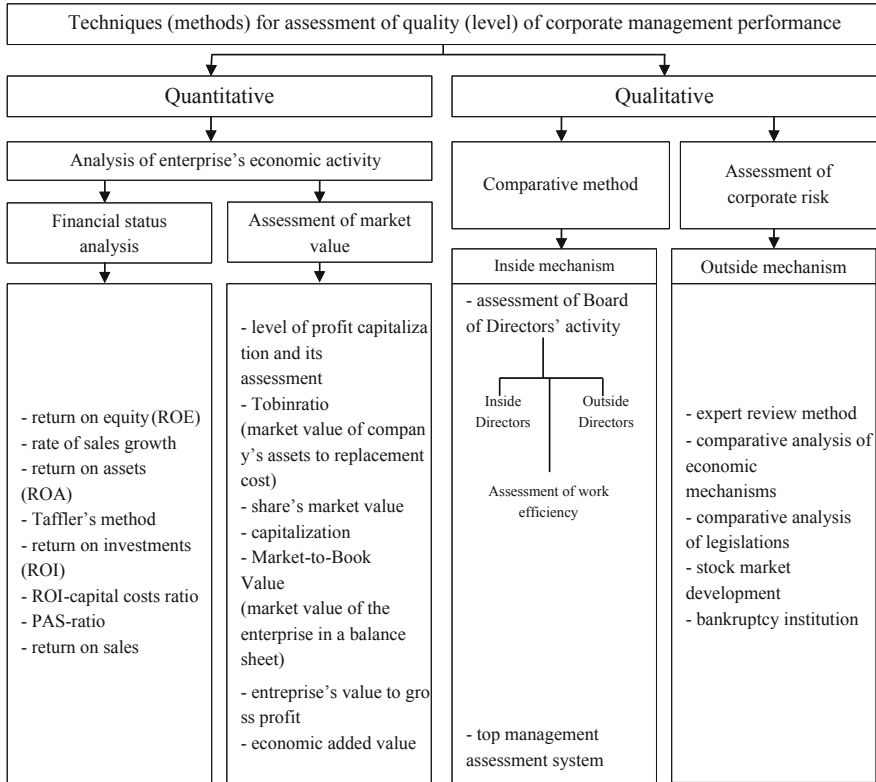 Techniques (methods) for assessment of quality (level) of corporate management performance
Quantitative
Qualitative
Analysis of enterprise's economic activity
Comparative method
Assessment of
corporate risk
Financial status
analysis
Assessment of market
value
Inside mechanism
Outside mechanism
- return on equity (ROE)
- rate of sales growth
- return on assets
(ROA)
- Taffler's method
- return on investments
(ROI)
- ROI-capital costs ratio
- PAS-ratio
- return on sales
- level of profit capitaliza
tion and its
assessment
- Tobinratio
(market value of compan
y's assets to replacement
cost)
- share's market value
- capitalization
- Market-to-Book
Value
(market value of the
enterprise in a balance
sheet)
- entreprise's value to gro
ss profit
- economic added value
- assessment of Board
of Directors' activity
Inside
Directors
Outside
Directors
Assessment of work
efficiency
- top management
assessment system
- expert review method
- comparative analysis of
economic
mechanisms
- comparative analysis
of legislations
- stock market
development
- bankruptcy institution